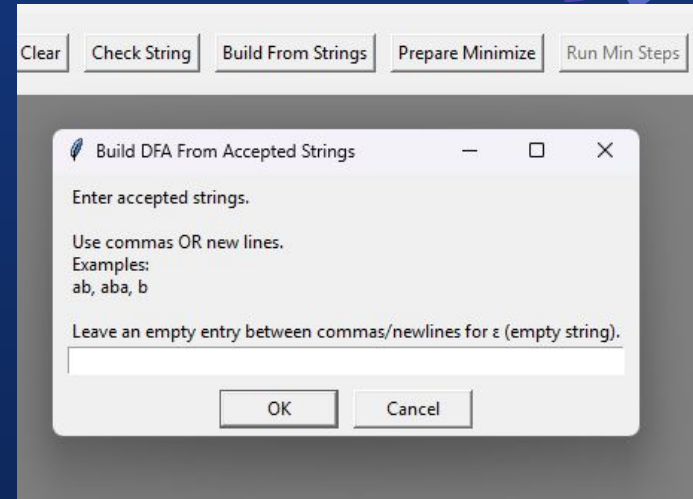 Clear Check String Build From Strings Prepare Minimize Run Min Steps
Build DFA From Accepted Strings
Enter accepted strings.
Use commas OR new lines.
Examples:
ab, aba, b
Leave an empty entry between commas/newlines for ε (empty string).
OK Cancel